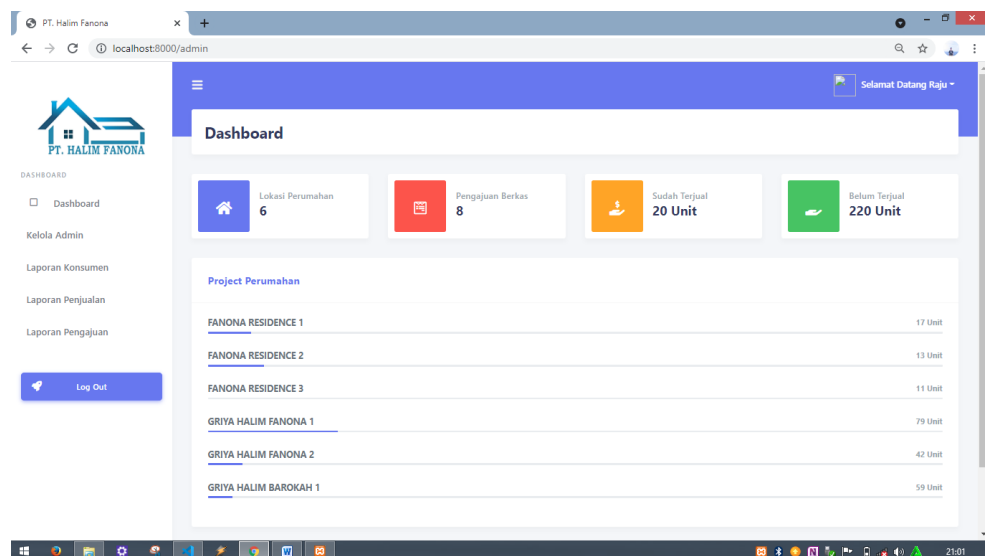 PT. Halim Fanona
localhost:8000/admin
Selamat Datang Raju
PT. HALIM FANONA
Dashboard
DASHBOARD
Dashboard
Kelola Admin
Laporan Konsumen
Laporan Penjualan
Laporan Pengajuan
Log Out
Lokasi Perumahan
6
Pengajuan Berkas
8
Sudah Terjual
20 Unit
Belum Terjual
220 Unit
Project Perumahan
FANONA RESIDENCE 1 17 Unit
FANONA RESIDENCE 2 13 Unit
FANONA RESIDENCE 3 11 Unit
GRIYA HALIM FANONA 1 79 Unit
GRIYA HALIM FANONA 2 42 Unit
GRIYA HALIM BAROKAH 1 59 Unit
21:01